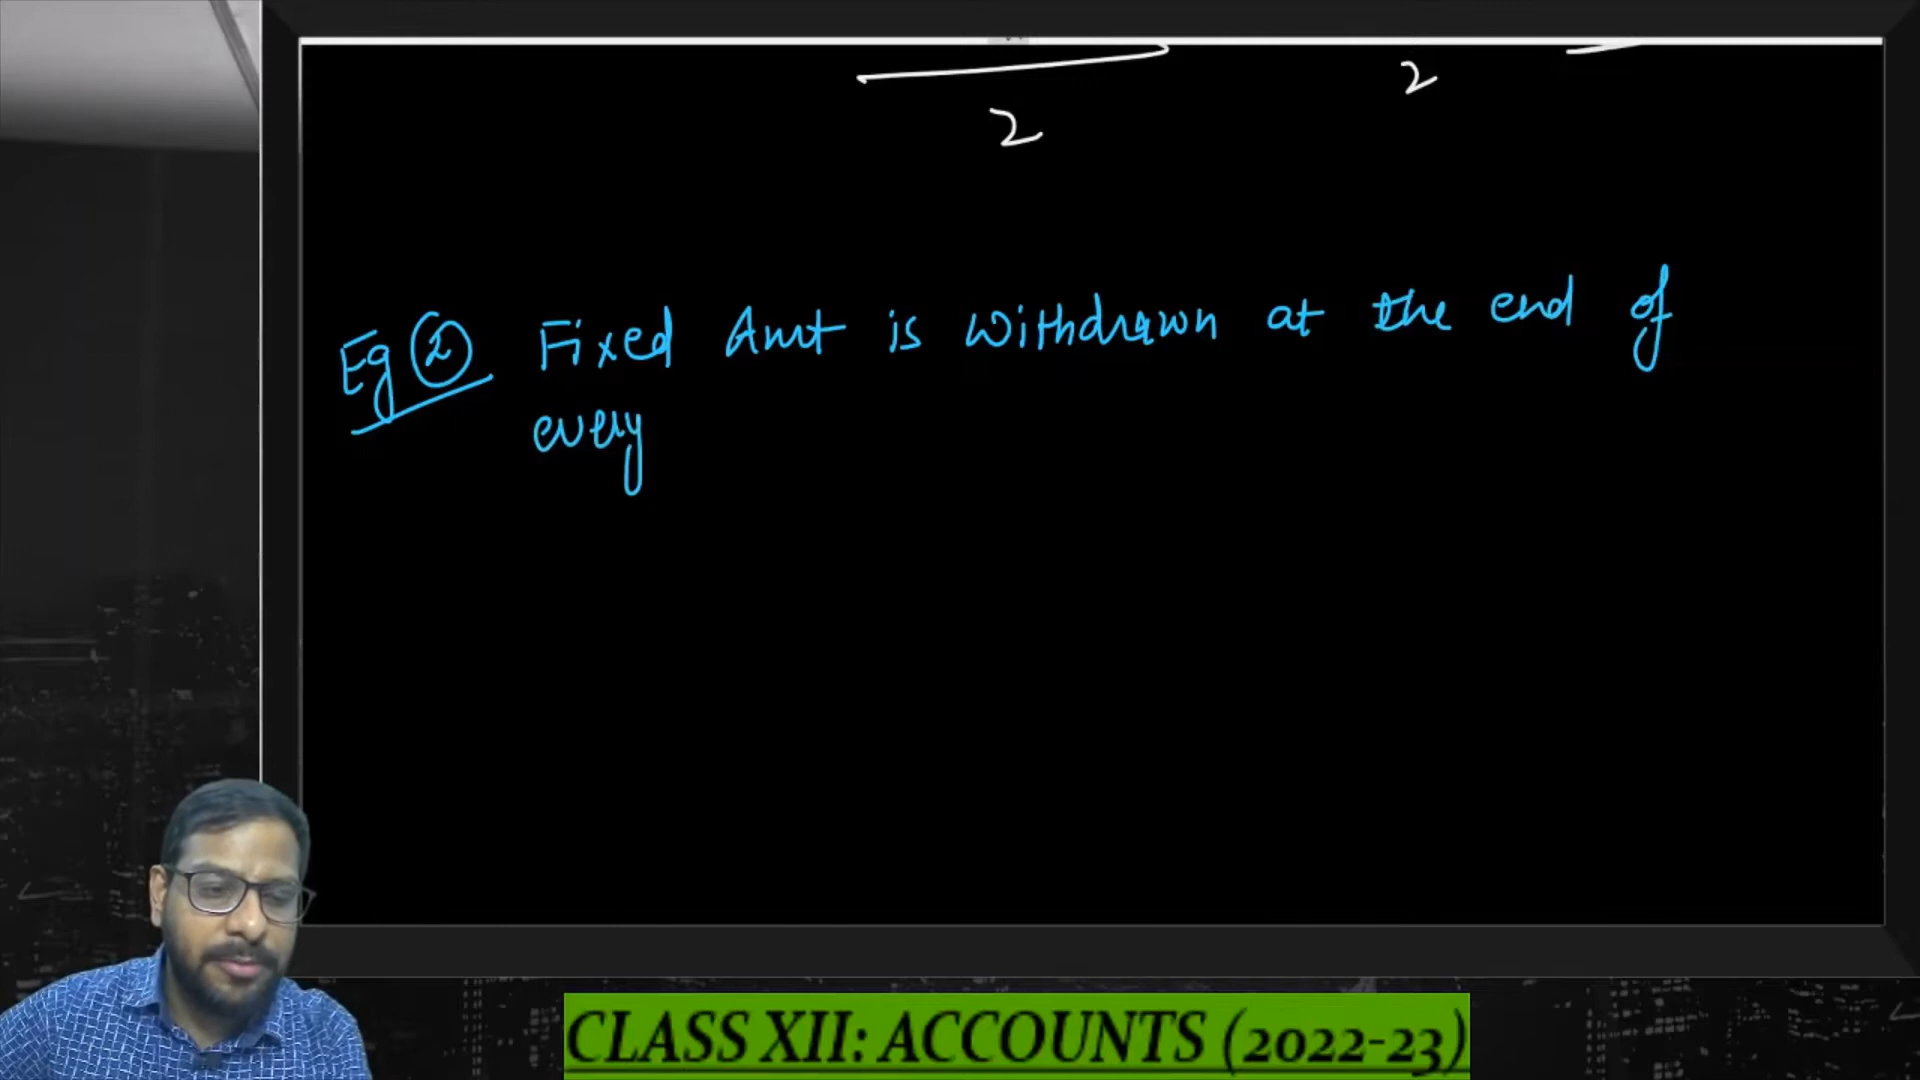 2
2
Eg ② Fixed Amt is withdrawn at the end of
every
CLASS XII: ACCOUNTS (2022-23)